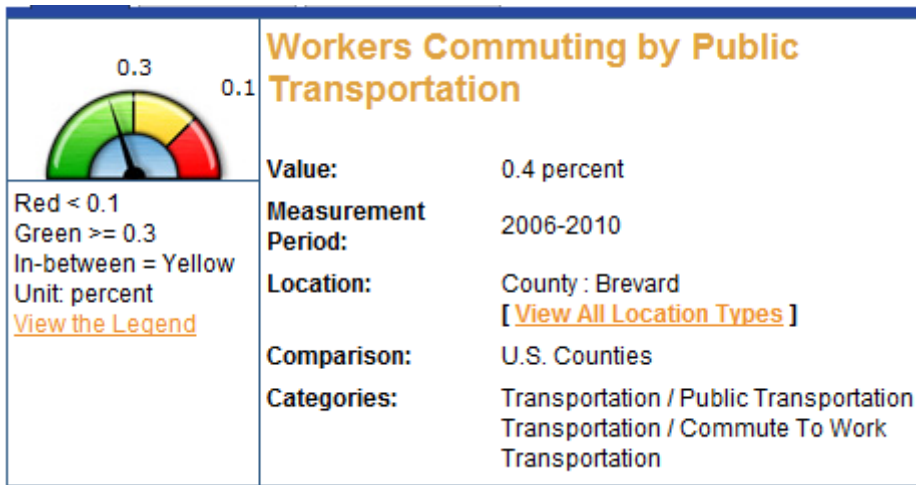 0.3
0.1
Red < 0.1
Green >= 0.3
In-between = Yellow
Unit: percent
View the Legend
Workers Commuting by Public
Transportation
Value: 0.4 percent
Measurement
Period: 2006-2010
Location: County : Brevard
[ View All Location Types ]
Comparison: U.S. Counties
Categories: Transportation / Public Transportation
Transportation / Commute To Work
Transportation